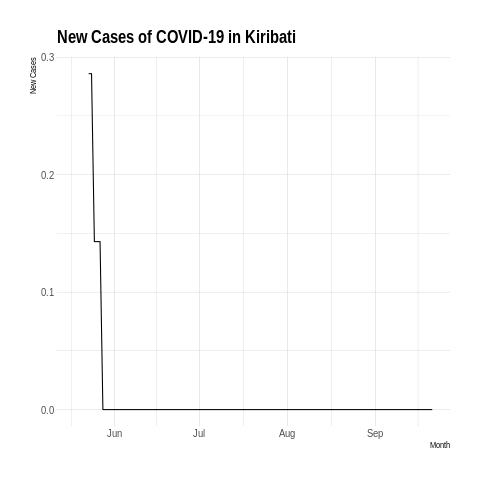 New Cases of COVID-19 in Kiribati
New Cases
0.3
0.2
0.1
0.0
Jun Jul Aug Sep
Month